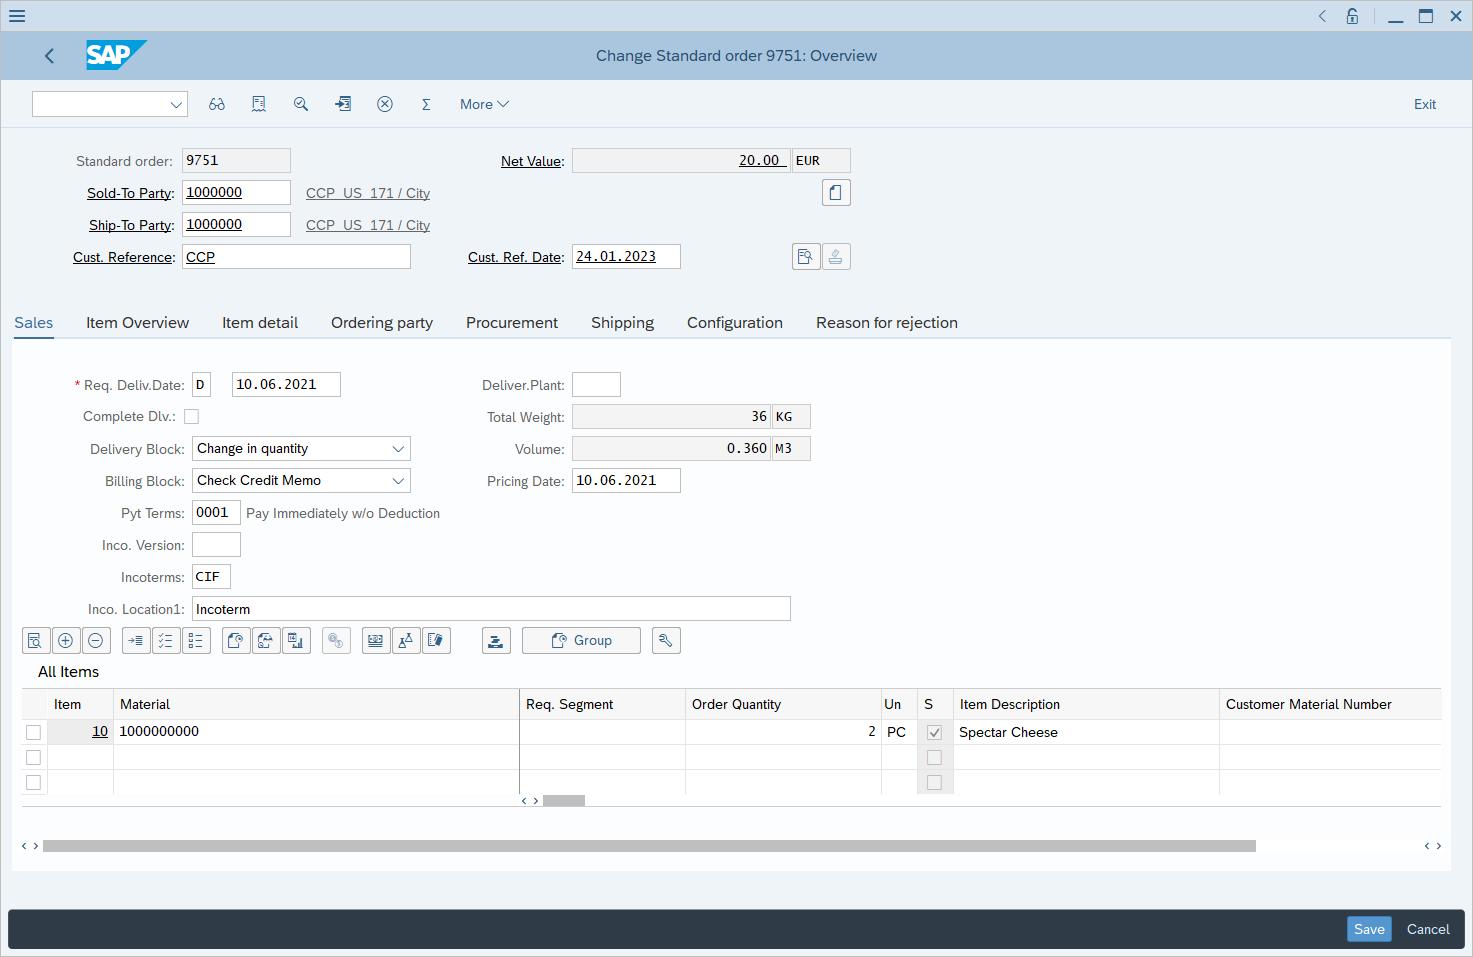 SAP
Change Standard order 9751: Overview
More
Exit
Standard order: 9751
Net Value: 20.00 EUR
Sold-To Party: 1000000 CCP US 171 / City
Ship-To Party: 1000000 CCP US 171 / City
Cust. Reference: CCP
Cust. Ref. Date: 24.01.2023
Sales Item Overview Item detail Ordering party Procurement Shipping Configuration Reason for rejection
* Req. Deliv.Date: D 10.06.2021 Deliver.Plant:
Complete Dlv.: Total Weight: 36 KG
Delivery Block: Change in quantity Volume: 0.360 M3
Billing Block: Check Credit Memo Pricing Date: 10.06.2021
Pyt Terms: 0001 Pay Immediately w/o Deduction
Inco. Version:
Incoterms: CIF
Inco. Location1: Incoterm
Group
All Items
Item Material Req. Segment Order Quantity Un S Item Description Customer Material Number
10 1000000000 2 PC Spectar Cheese
Save Cancel